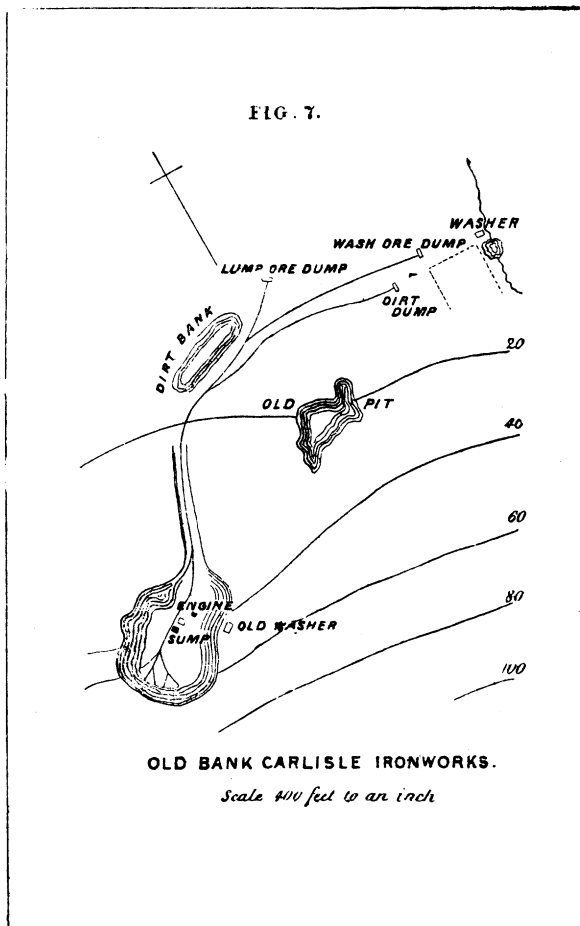 FIG. 7.
WASHER
WASH ORE DUMP
LUMP ORE DUMP
DIRT DUMP
DIRT BANK
20
OLD PIT
40
60
80
ENGINE
OLD WASHER
SUMP
100
OLD BANK CARLISLE IRONWORKS.
Scale 400 feet to an inch